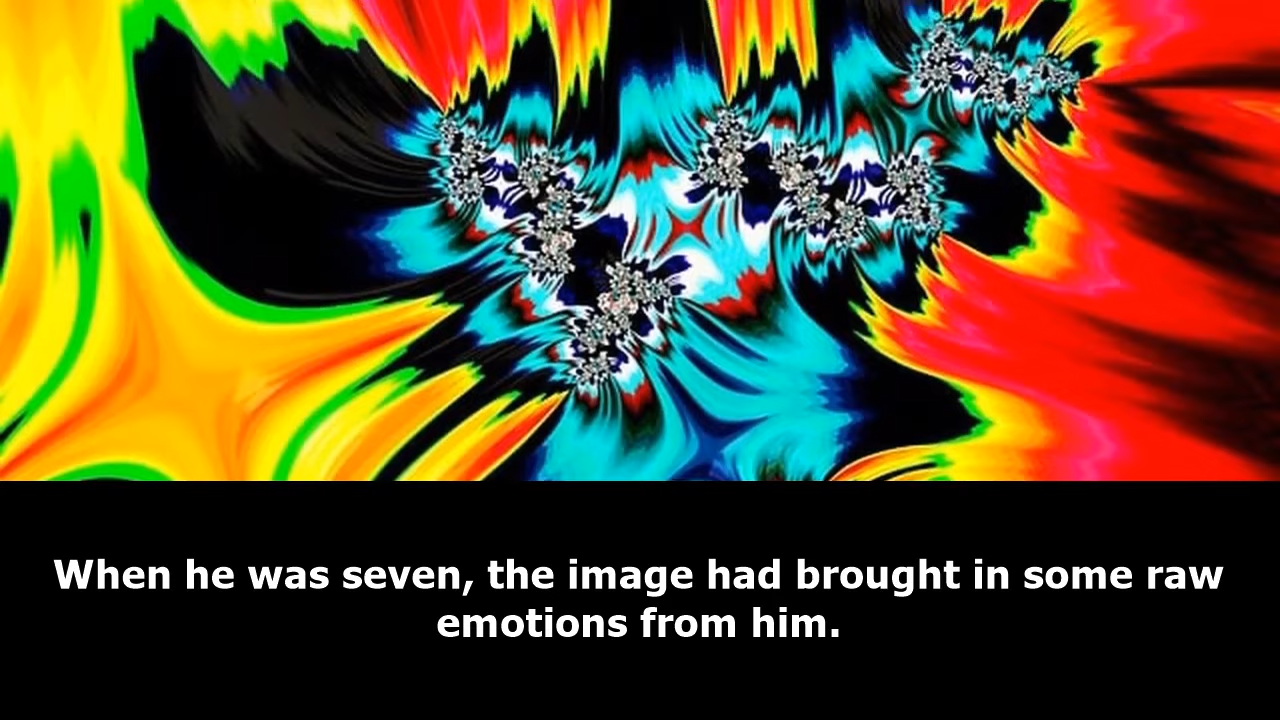 When he was seven, the image had brought in some raw
emotions from him.